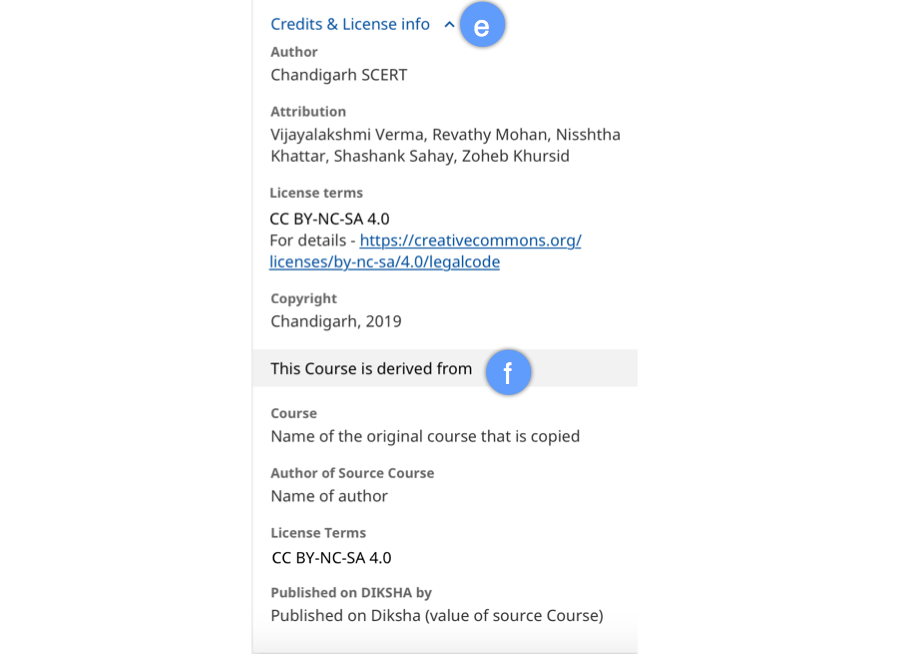 Credits & License info e
Author
Chandigarh SCERT
Attribution
Vijayalakshmi Verma, Revathy Mohan, Nisshtha
Khattar, Shashank Sahay, Zoheb Khursid
License terms
CC BY-NC-SA 4.0
For details - https://creativecommons.org/
licenses/by-nc-sa/4.0/legalcode
Copyright
Chandigarh, 2019
This Course is derived from f
Course
Name of the original course that is copied
Author of Source Course
Name of author
License Terms
CC BY-NC-SA 4.0
Published on DIKSHA by
Published on Diksha (value of source Course)